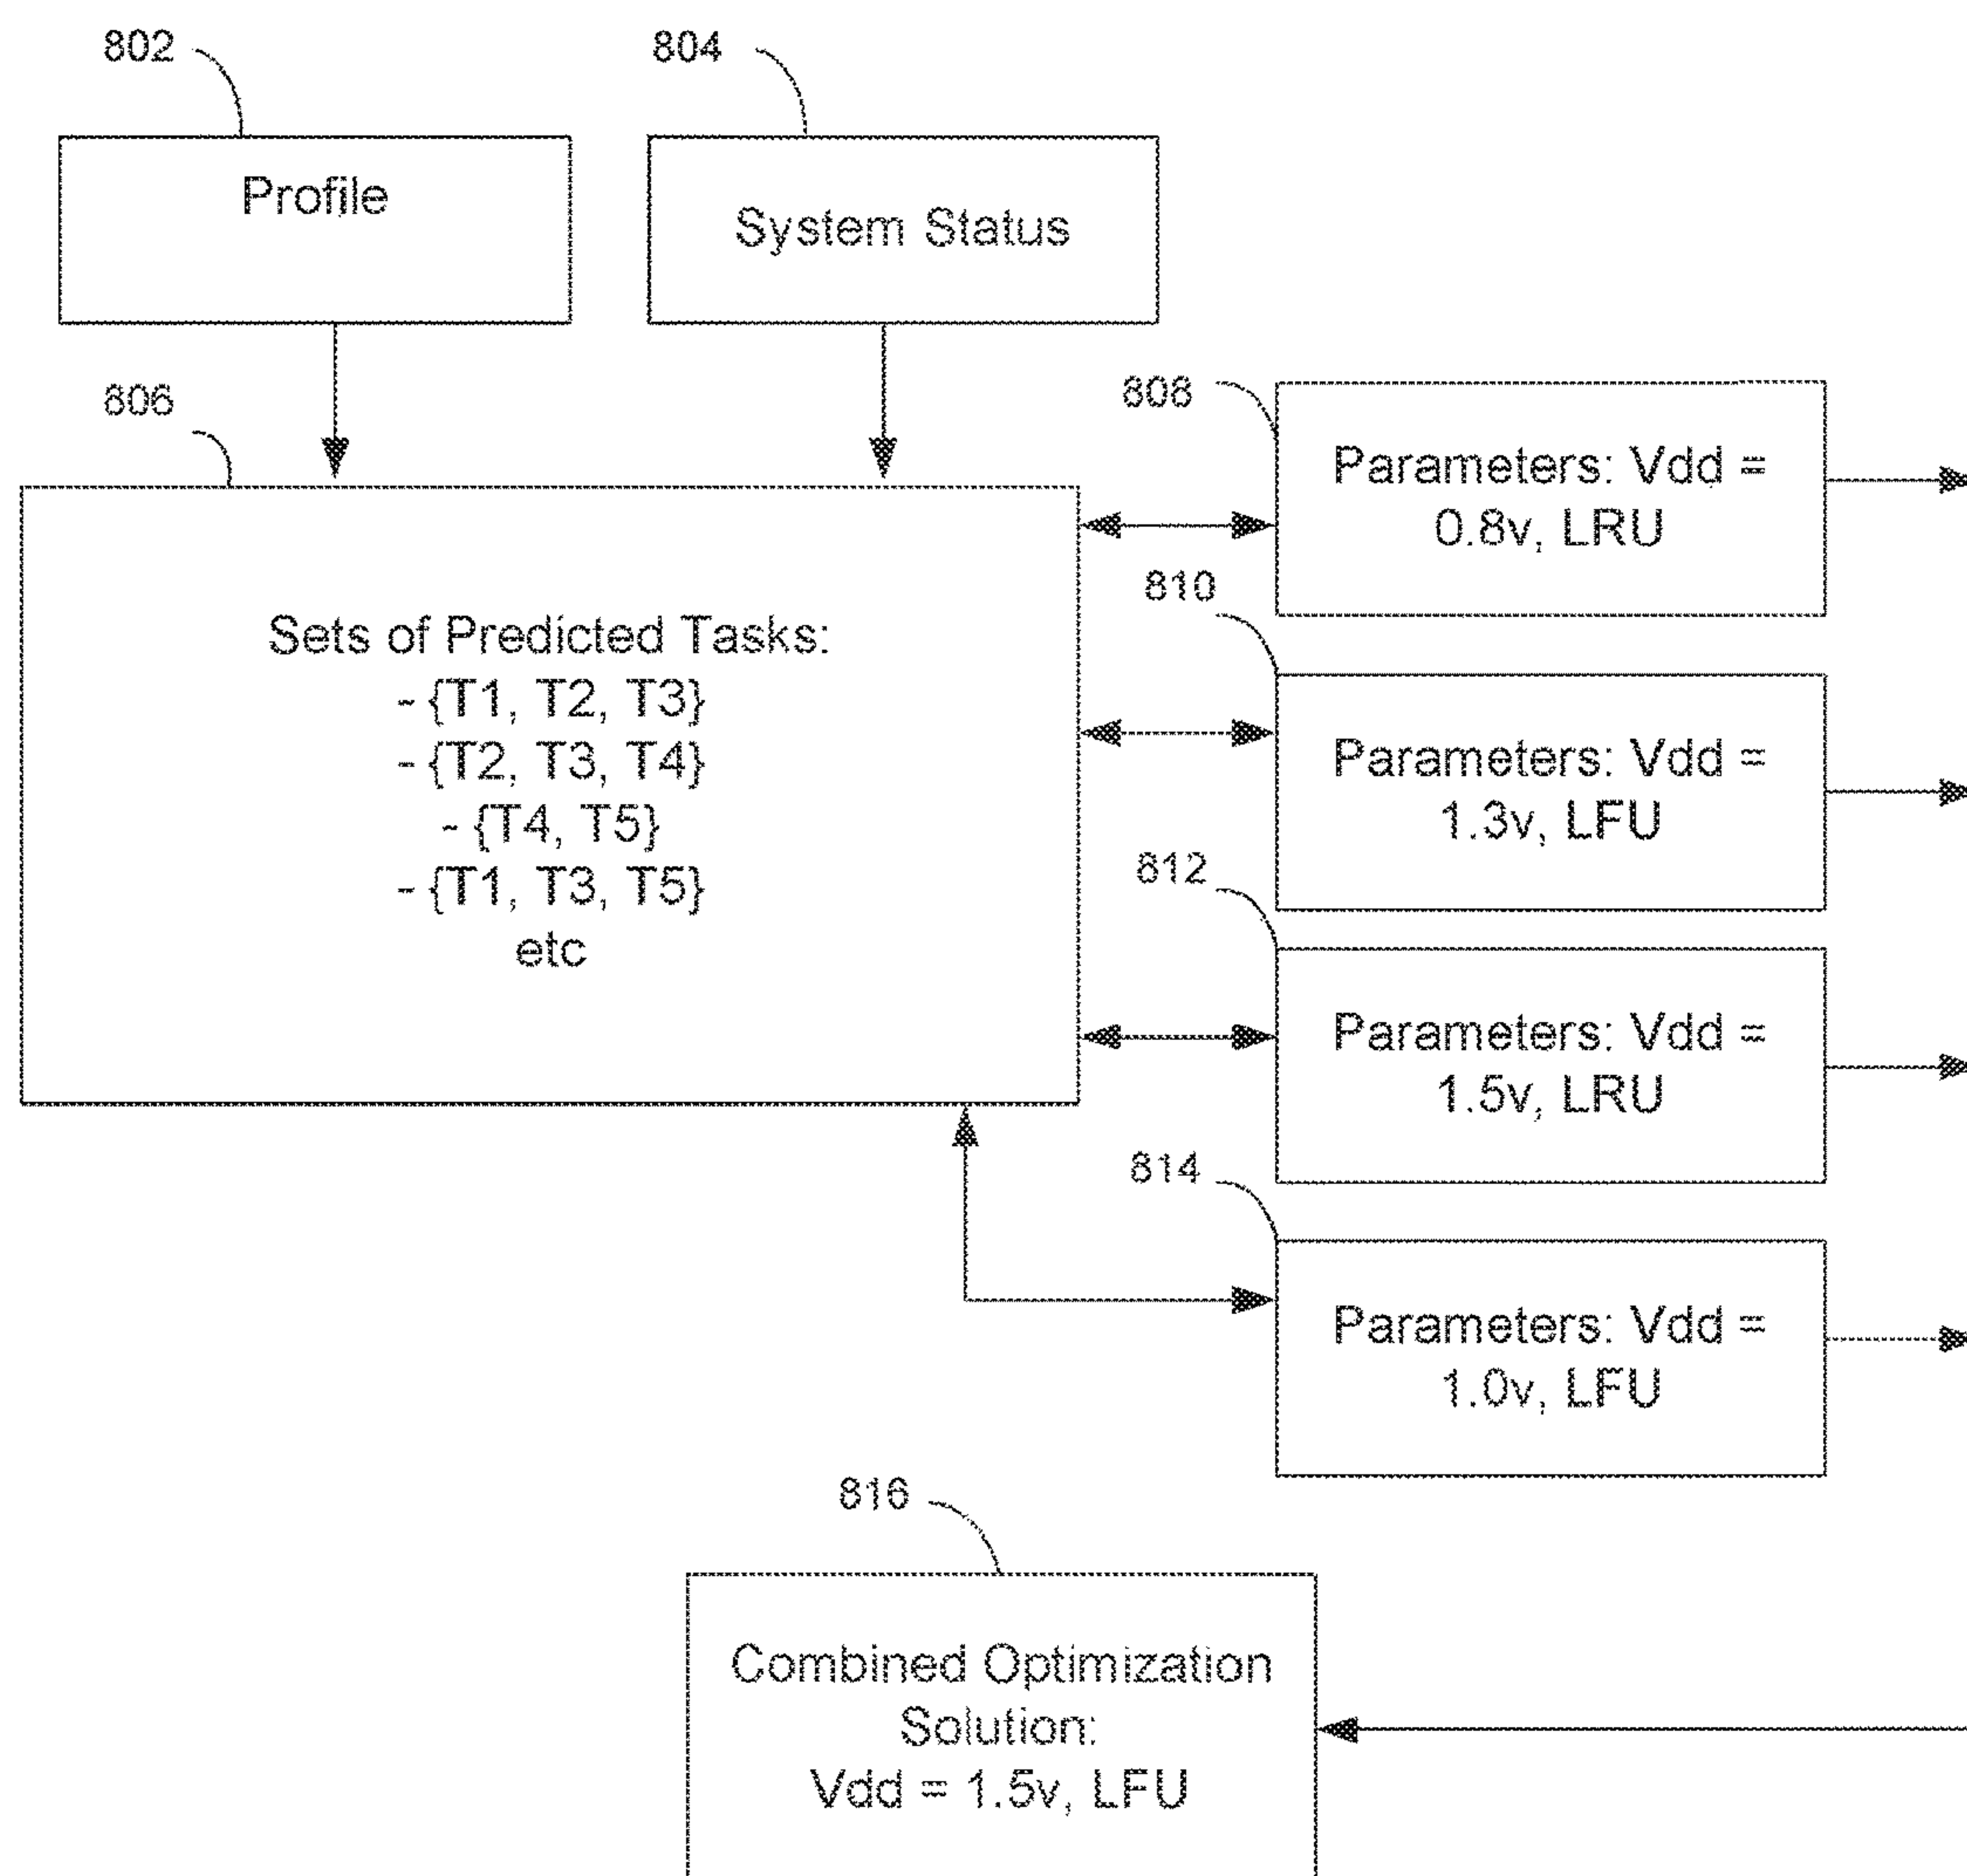 802
804
Profile
System Status
806
808
Parameters: Vdd =
0.8v, LRU
810
Sets of Predicted Tasks:
- {T1, T2, T3}
- {T2, T3, T4}
- {T4, T5}
- {T1, T3, T5}
etc
Parameters: Vdd =
1.3v, LFU
812
Parameters: Vdd =
1.5v, LRU
814
Parameters: Vdd =
1.0v, LFU
816
Combined Optimization
Solution:
Vdd = 1.5v, LFU